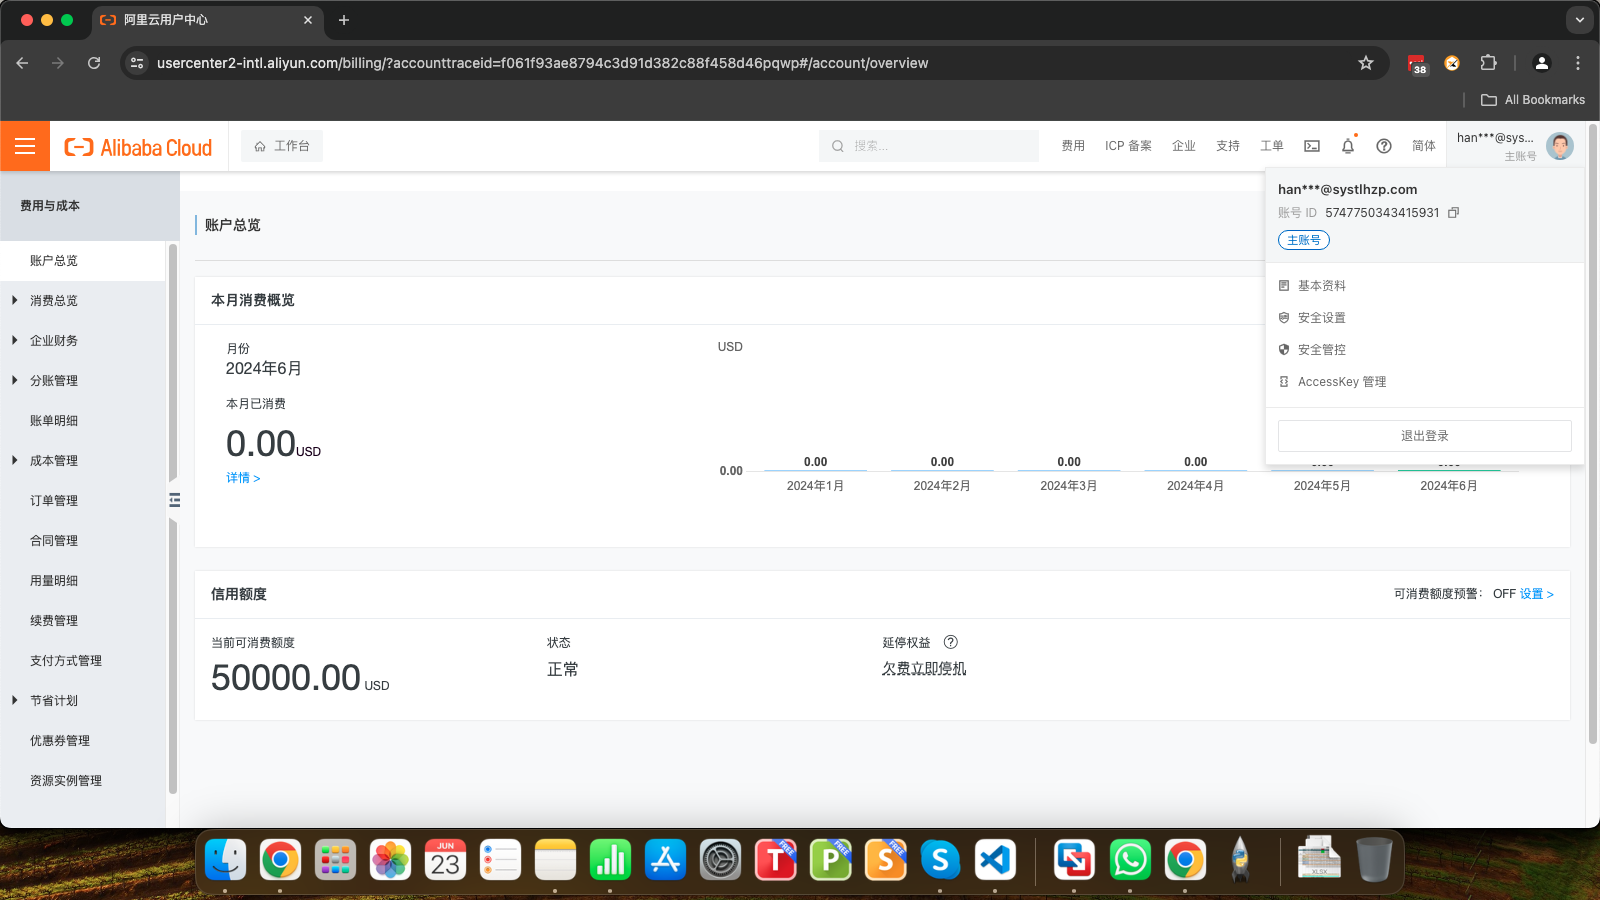 阿里云用户中心
usercenter2-intl.aliyun.com/billing/?accounttraceid=f061f93ae8794c3d91d382c88f458d46pqwp#/account/overview
38
All Bookmarks
Alibaba Cloud
工作台
搜索...
费用
ICP 备案
企业
支持
工单
简体
han***@sys...
主账号
han***@systlhzp.com
账号 ID 5747750343415931
主账号
基本资料
安全设置
安全管控
AccessKey 管理
退出登录
费用与成本
账户总览
消费总览
企业财务
分账管理
账单明细
成本管理
订单管理
合同管理
用量明细
续费管理
支付方式管理
节省计划
优惠券管理
资源实例管理
账户总览
本月消费概览
月份
2024年6月
本月已消费
0.00USD
详情 >
USD
0.00
0.00
0.00
0.00
0.00
2024年1月
2024年2月
2024年3月
2024年4月
2024年5月
2024年6月
信用额度
可消费额度预警： OFF 设置 >
当前可消费额度
50000.00 USD
状态
正常
延停权益
欠费立即停机
JUN
23
T FREE
P FREE
S FREE
XLSX